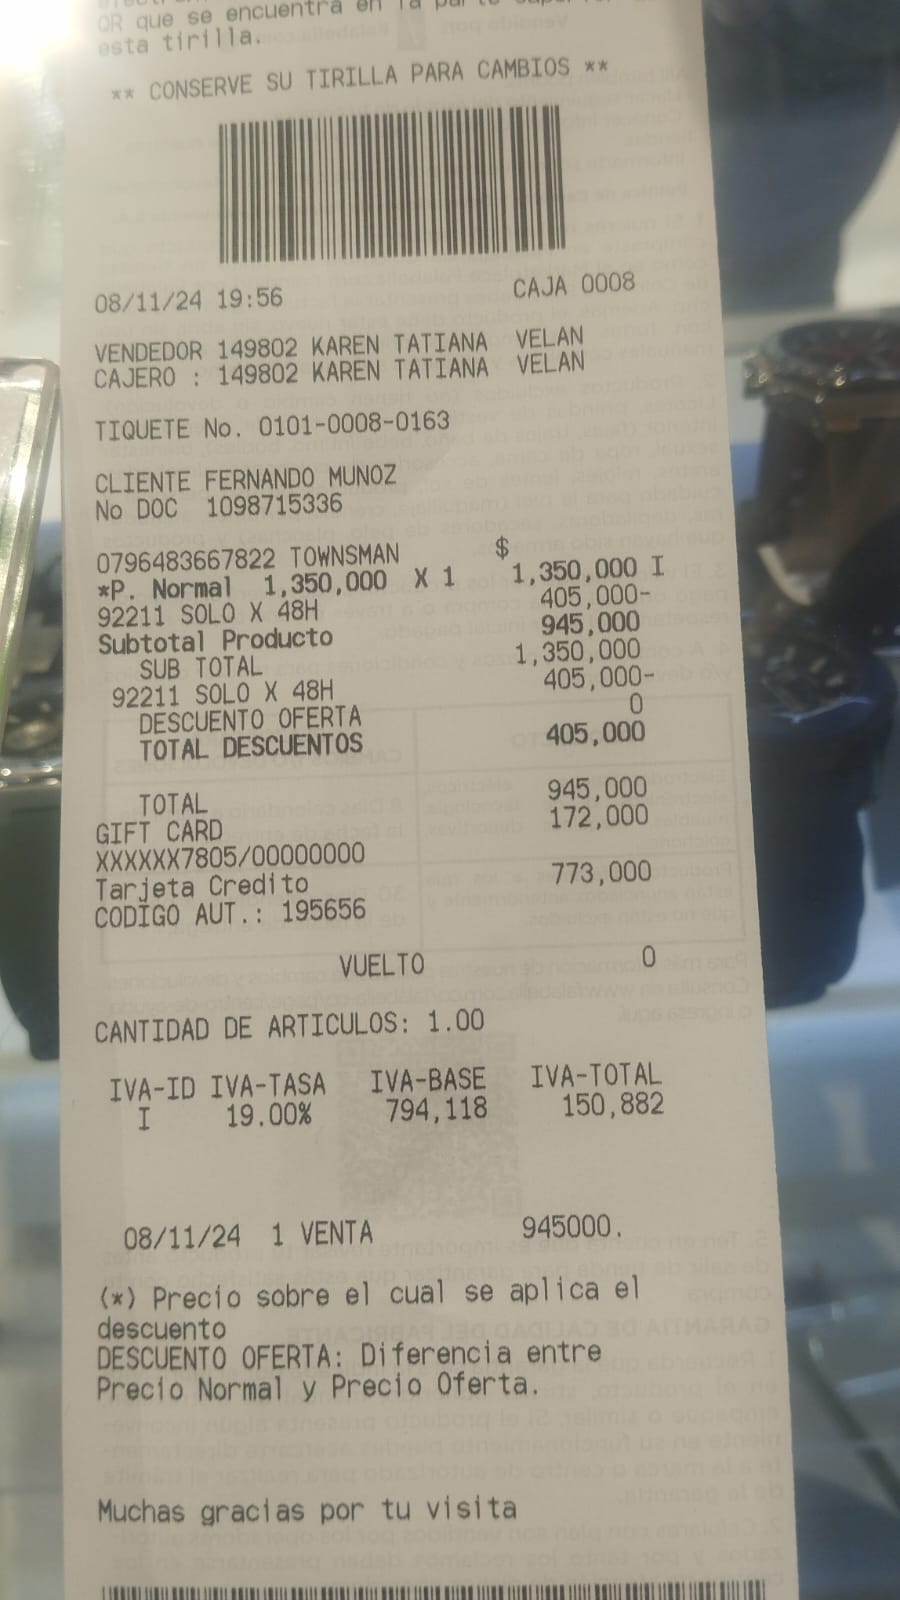 QR que se encuentra en la
esta tirilla.
** CONSERVE SU TIRILLA PARA CAMBIOS **
08/11/24 19:56 CAJA 0008
VENDEDOR 149802 KAREN TATIANA VELAN
CAJERO : 149802 KAREN TATIANA VELAN
TIQUETE No. 0101-0008-0163
CLIENTE FERNANDO MUNOZ
No DOC 1098715336
0796483667822 TOWNSMAN $
*P. Normal 1,350,000 X 1 1,350,000 I
92211 SOLO X 48H 405,000-
Subtotal Producto 945,000
SUB TOTAL 1,350,000
92211 SOLO X 48H 405,000-
DESCUENTO OFERTA 0
TOTAL DESCUENTOS 405,000
TOTAL 945,000
GIFT CARD 172,000
XXXXXX7805/00000000
Tarjeta Credito 773,000
CODIGO AUT.: 195656
VUELTO 0
CANTIDAD DE ARTICULOS: 1.00
IVA-ID IVA-TASA IVA-BASE IVA-TOTAL
I 19.00% 794,118 150,882
08/11/24 1 VENTA 945000.
(*) Precio sobre el cual se aplica el
descuento
DESCUENTO OFERTA: Diferencia entre
Precio Normal y Precio Oferta.
Muchas gracias por tu visita